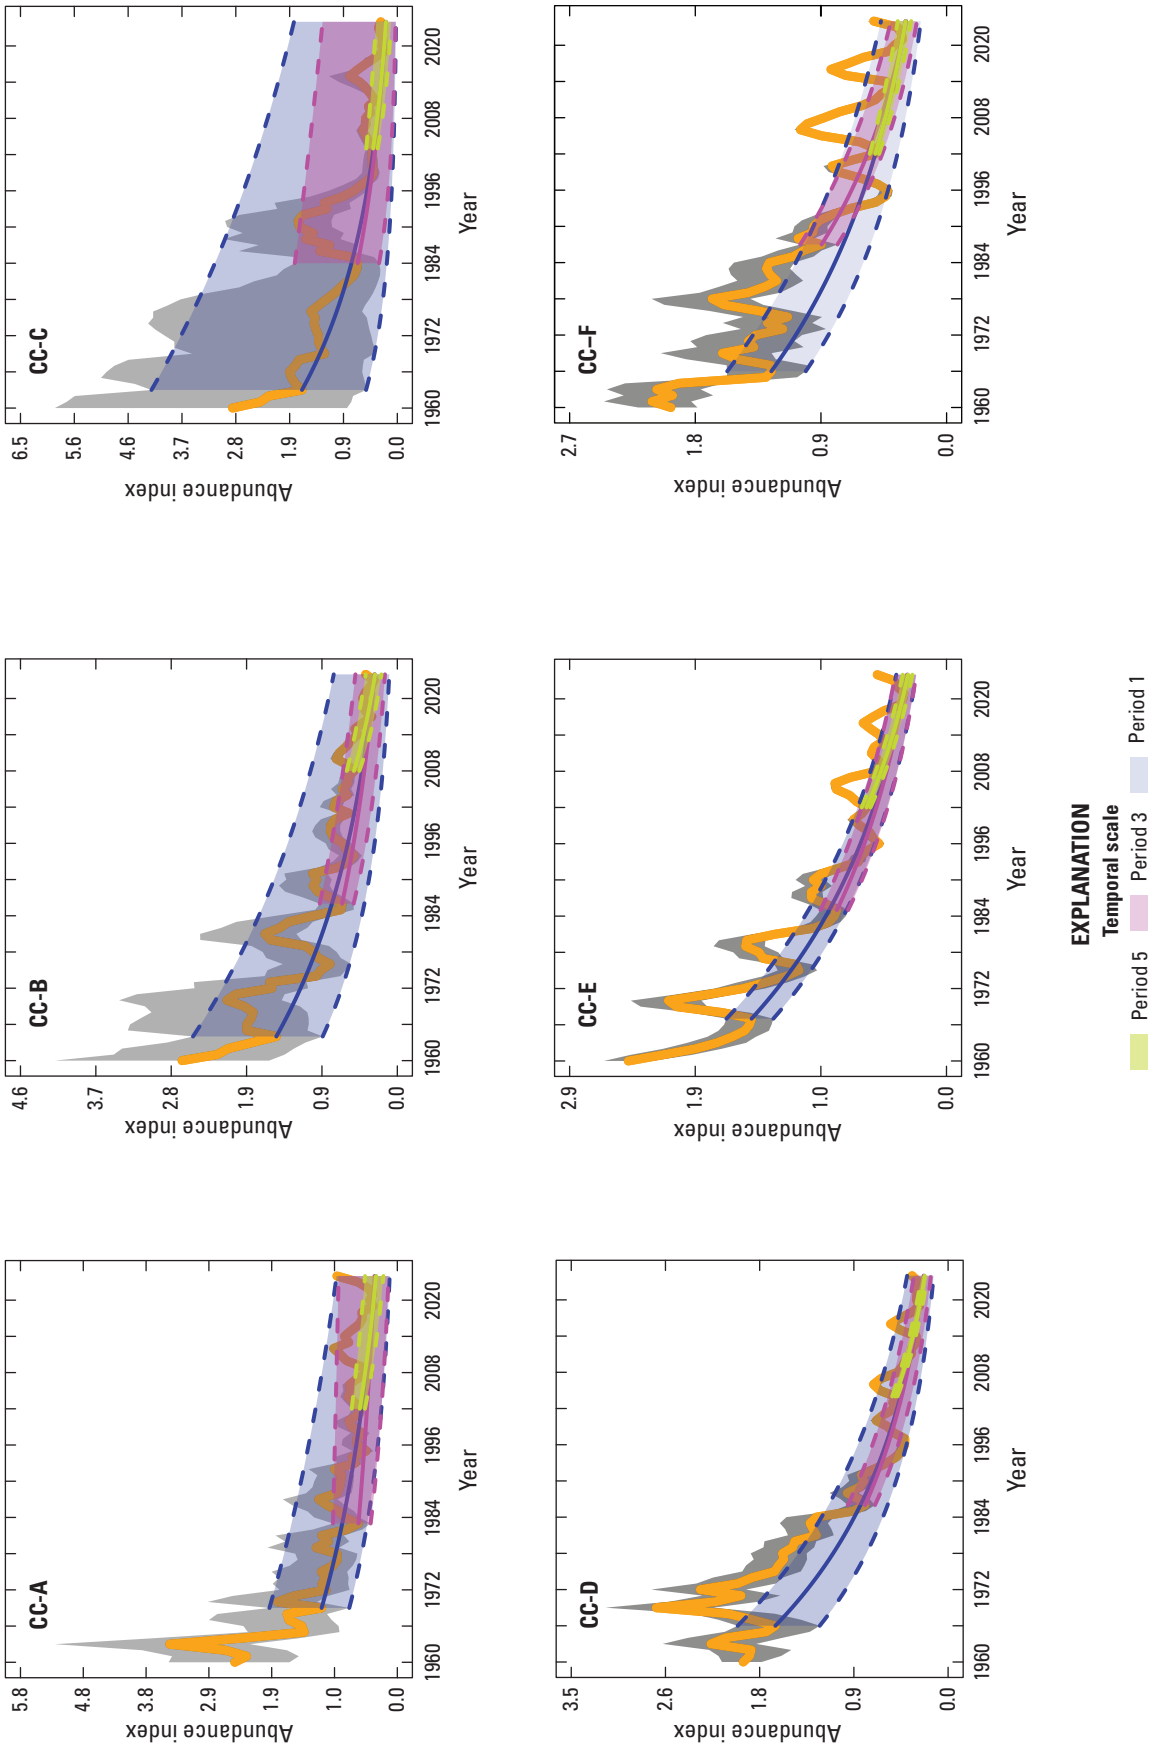 CC-A
Abundance index
5.8
4.8
3.8
2.9
1.9
1.0
0.0
1960 1972 1984 1996 2008 2020
Year
CC-B
Abundance index
4.6
3.7
2.8
1.9
0.9
0.0
1960 1972 1984 1996 2008 2020
Year
CC-C
Abundance index
6.5
5.6
4.6
3.7
2.8
1.9
0.9
0.0
1960 1972 1984 1996 2008 2020
Year
CC-D
Abundance index
3.5
2.6
1.8
0.9
0.0
1960 1972 1984 1996 2008 2020
Year
CC-E
Abundance index
2.9
1.9
1.0
0.0
1960 1972 1984 1996 2008 2020
Year
CC–F
Abundance index
2.7
1.8
0.9
0.0
1960 1972 1984 1996 2008 2020
Year
EXPLANATION
Temporal scale
Period 5 Period 3 Period 1